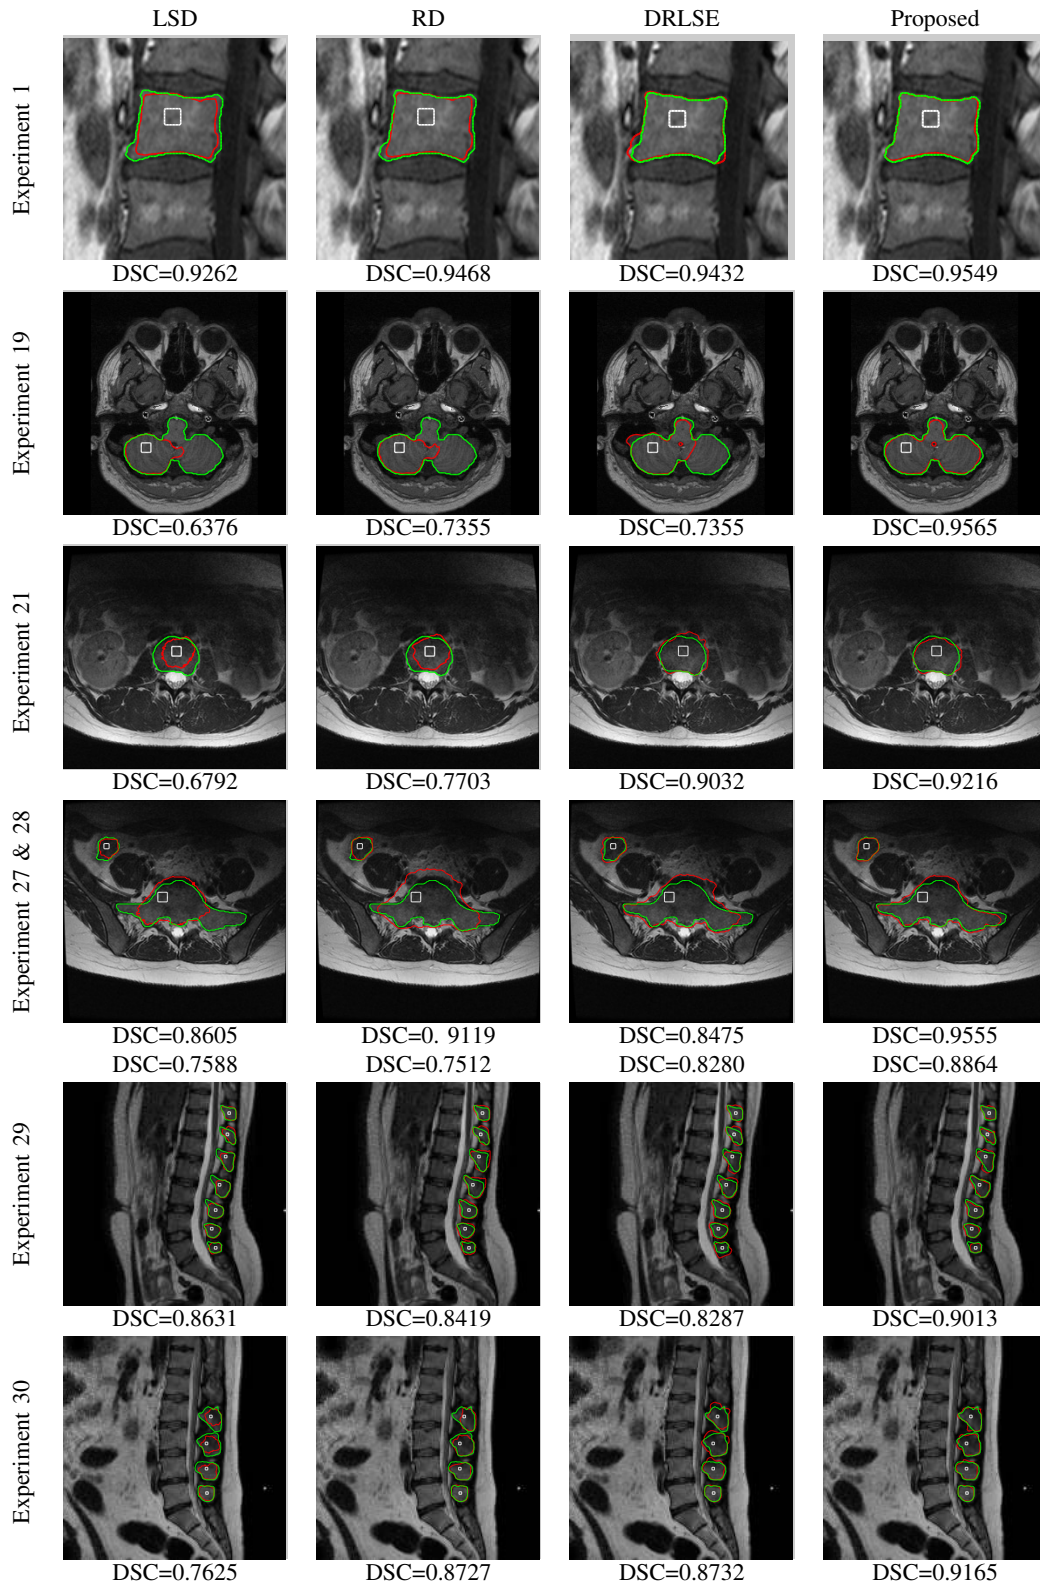 LSD RD DRLSE Proposed
Experiment 1
DSC=0.9262 DSC=0.9468 DSC=0.9432 DSC=0.9549
Experiment 19
DSC=0.6376 DSC=0.7355 DSC=0.7355 DSC=0.9565
Experiment 21
DSC=0.6792 DSC=0.7703 DSC=0.9032 DSC=0.9216
Experiment 27 & 28
DSC=0.8605 DSC=0. 9119 DSC=0.8475 DSC=0.9555
DSC=0.7588 DSC=0.7512 DSC=0.8280 DSC=0.8864
Experiment 29
DSC=0.8631 DSC=0.8419 DSC=0.8287 DSC=0.9013
Experiment 30
DSC=0.7625 DSC=0.8727 DSC=0.8732 DSC=0.9165